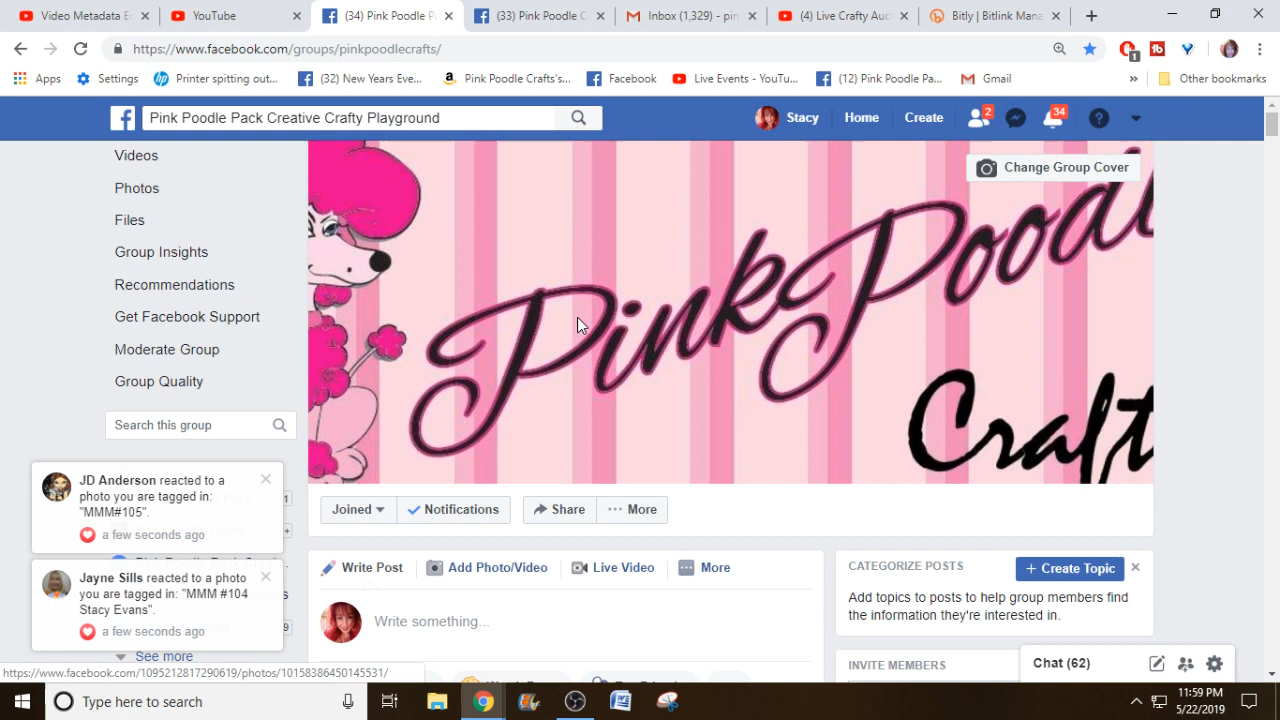 Video Metadata E
YouTube
(34) Pink Poodle P
(33) Pink Poodle C
Inbox (1,329) - pin
(4) Live Crafty Auc
Bitly | Bitlink Mana
https://www.facebook.com/groups/pinkpoodlecrafts/
1
Apps
Settings
Printer spitting out...
(32) New Years Eve...
Pink Poodle Crafts's...
Facebook
Live Events - YouTu...
(12) Pink Poodle Pa...
Gmail
»
Other bookmarks
Pink Poodle Pack Creative Crafty Playground
Stacy
Home
Create
2
34
Videos
Photos
Files
Group Insights
Recommendations
Get Facebook Support
Moderate Group
Group Quality
Search this group
Change Group Cover
Pink Poodl
Craft
JD Anderson reacted to a
photo you are tagged in:
"MMM#105".
a few seconds ago
Jayne Sills reacted to a photo
you are tagged in: "MMM #104
Stacy Evans".
a few seconds ago
See more
Joined
Notifications
Share
More
Write Post
Add Photo/Video
Live Video
More
Write something...
CATEGORIZE POSTS
+ Create Topic
Add topics to posts to help group members find
the information they're interested in.
INVITE MEMBERS
Chat (62)
https://www.facebook.com/1095212817290619/photos/10158386450145531/
Type here to search
11:59 PM
5/22/2019